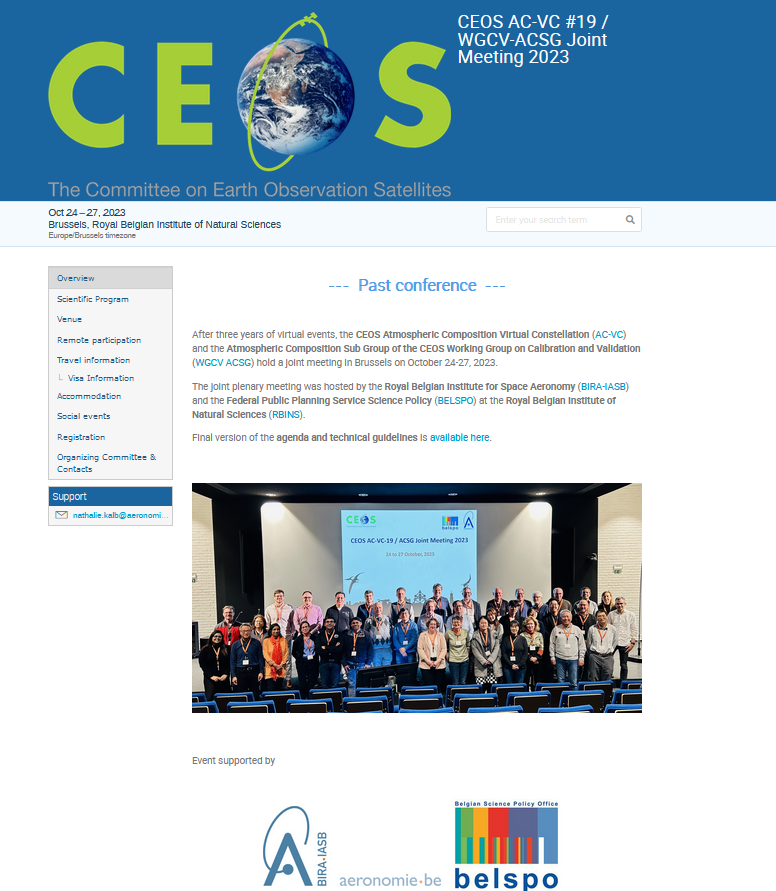 CEOS
The Committee on Earth Observation Satellites
CEOS AC-VC #19 /
WGCV-ACSG Joint
Meeting 2023
Oct 24 – 27, 2023
Brussels, Royal Belgian Institute of Natural Sciences
Europe/Brussels timezone
Enter your search term
Overview
Scientific Program
Venue
Remote participation
Travel information
Visa Information
Accommodation
Social events
Registration
Organizing Committee &
Contacts
Support
nathalie.kalb@aeronomi...
--- Past conference ---
After three years of virtual events, the CEOS Atmospheric Composition Virtual Constellation (AC-VC)
and the Atmospheric Composition Sub Group of the CEOS Working Group on Calibration and Validation
(WGCV ACSG) hold a joint meeting in Brussels on October 24-27, 2023.
The joint plenary meeting was hosted by the Royal Belgian Institute for Space Aeronomy (BIRA-IASB)
and the Federal Public Planning Service Science Policy (BELSPO) at the Royal Belgian Institute of
Natural Sciences (RBINS).
Final version of the agenda and technical guidelines is available here.
CEOS
belspo
CEOS AC-VC-19 / ACSG Joint Meeting 2023
24 to 27 October, 2023
Event supported by
BIRA-IASB
aeronomie.be
Belgian Science Policy Office
belspo